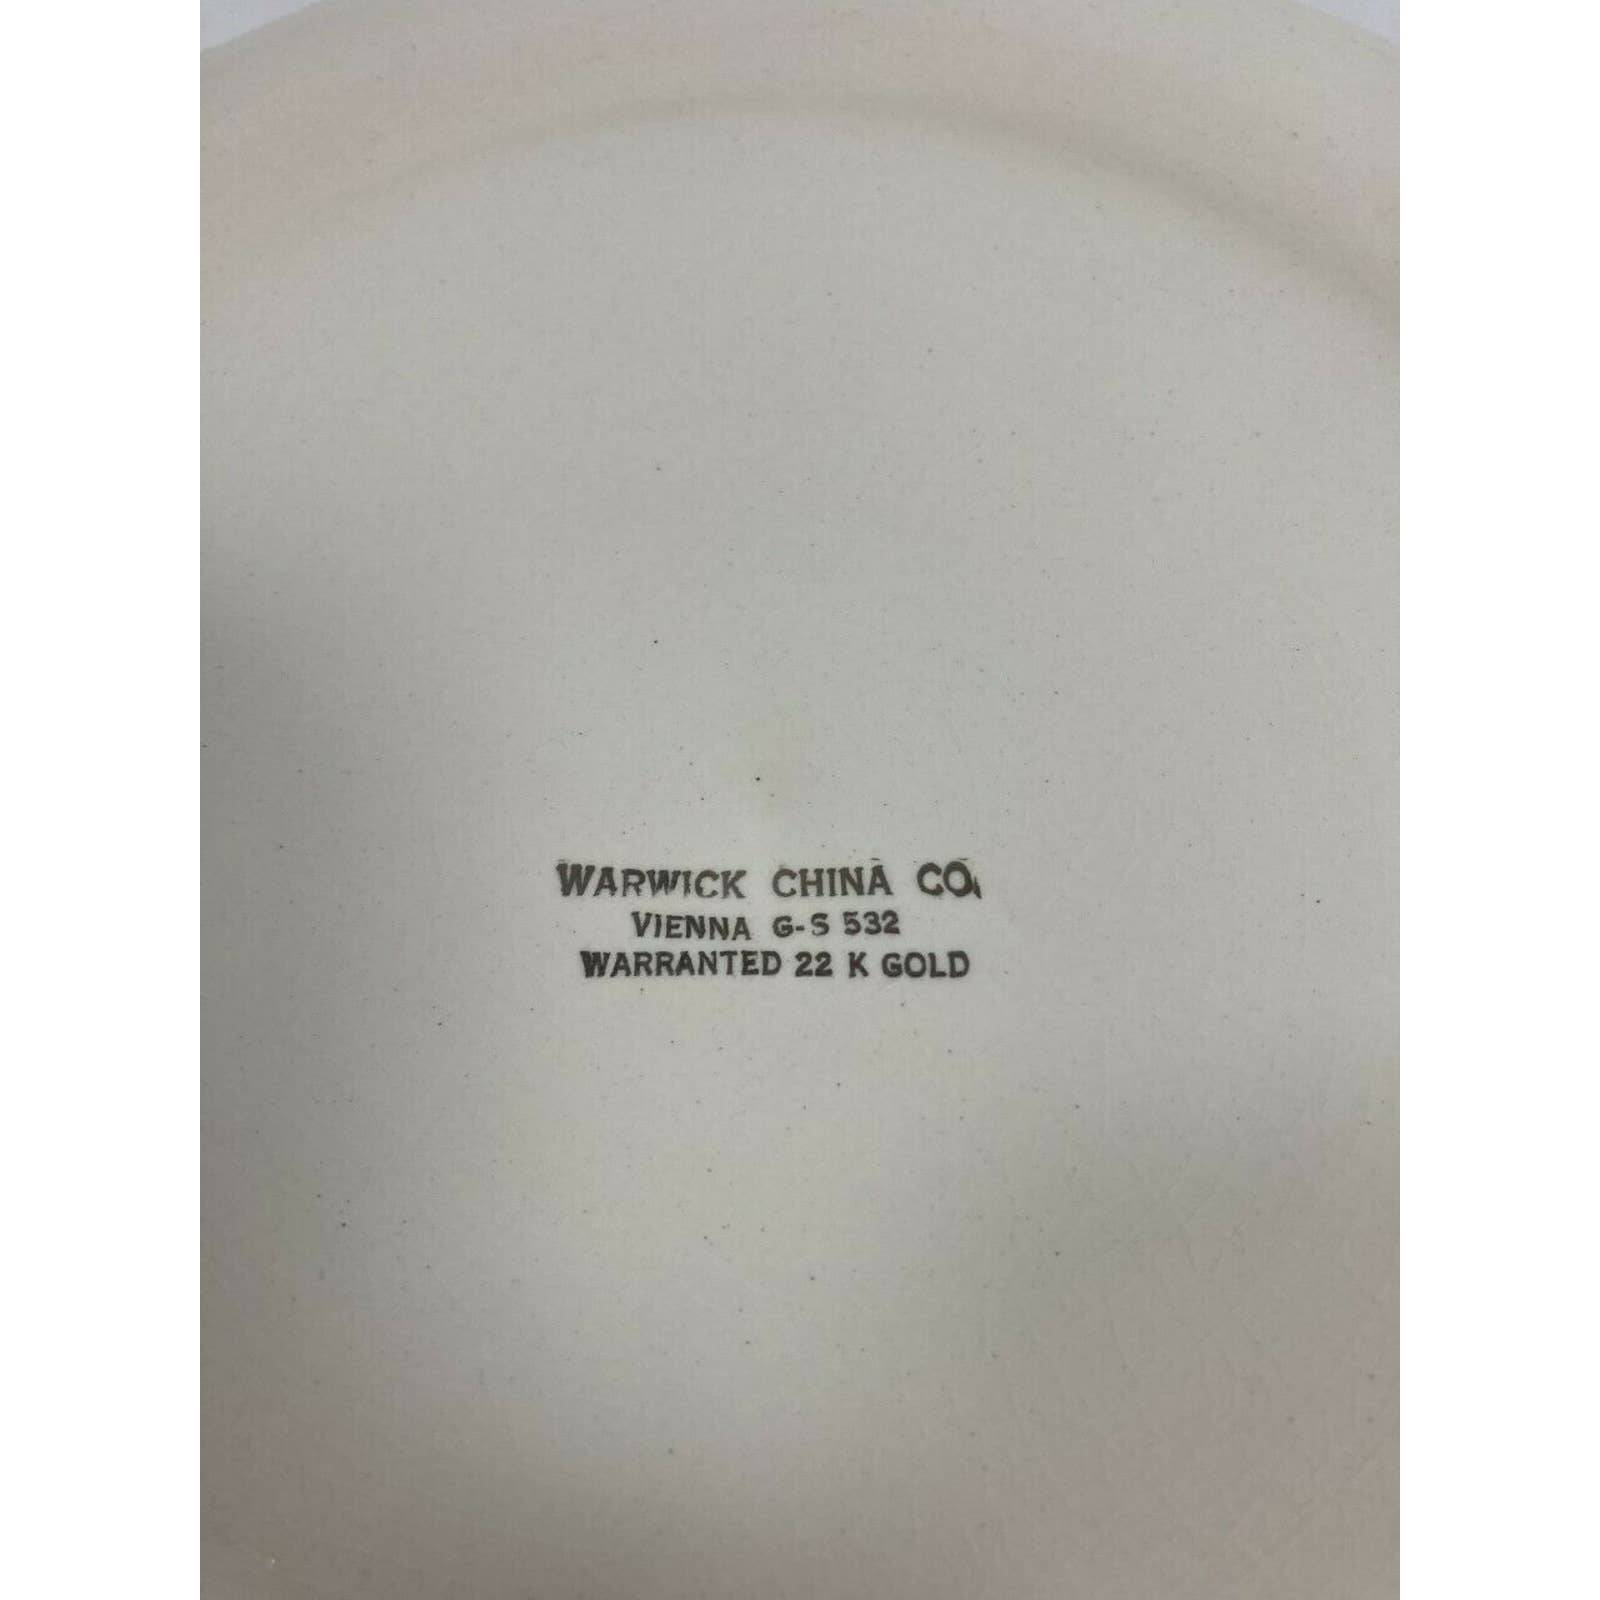 WARWICK CHINA CO.
VIENNA G-S 532
WARRANTED 22 K GOLD